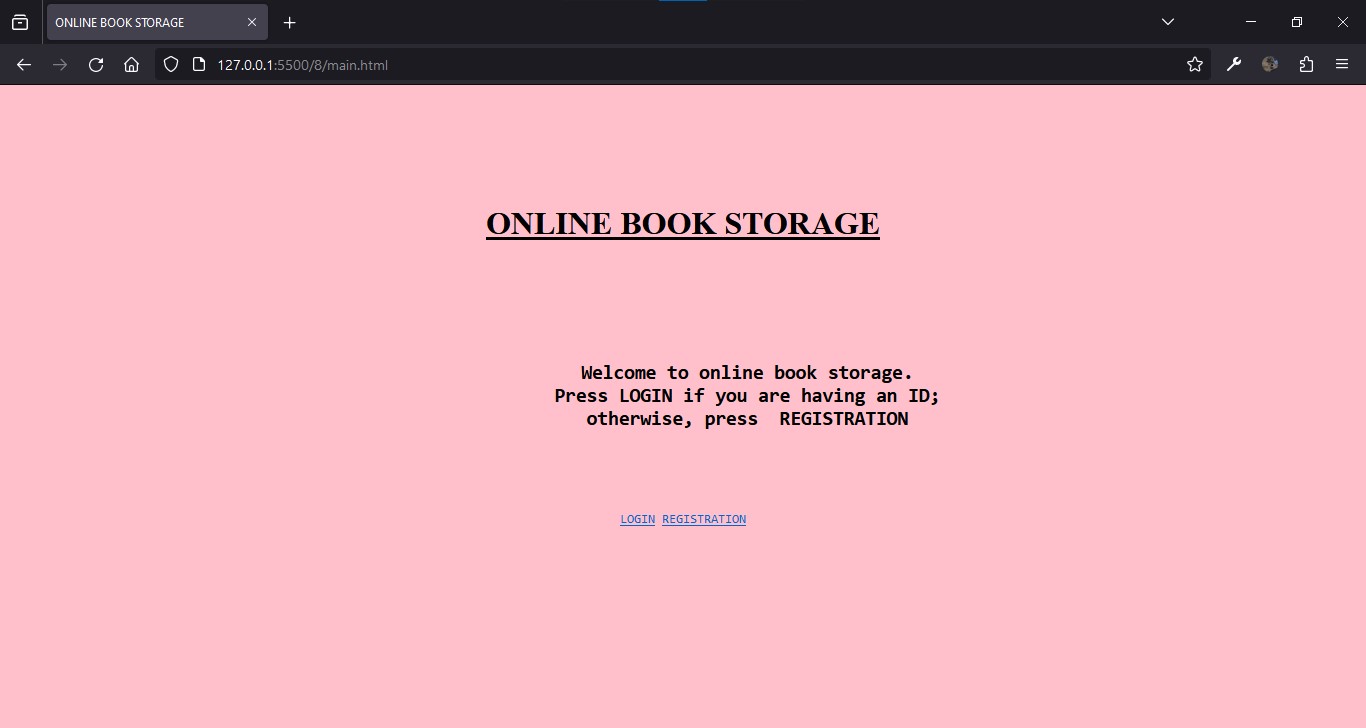 ONLINE BOOK STORAGE
127.0.0.1:5500/8/main.html
ONLINE BOOK STORAGE
Welcome to online book storage.
Press LOGIN if you are having an ID;
otherwise, press  REGISTRATION
LOGIN REGISTRATION